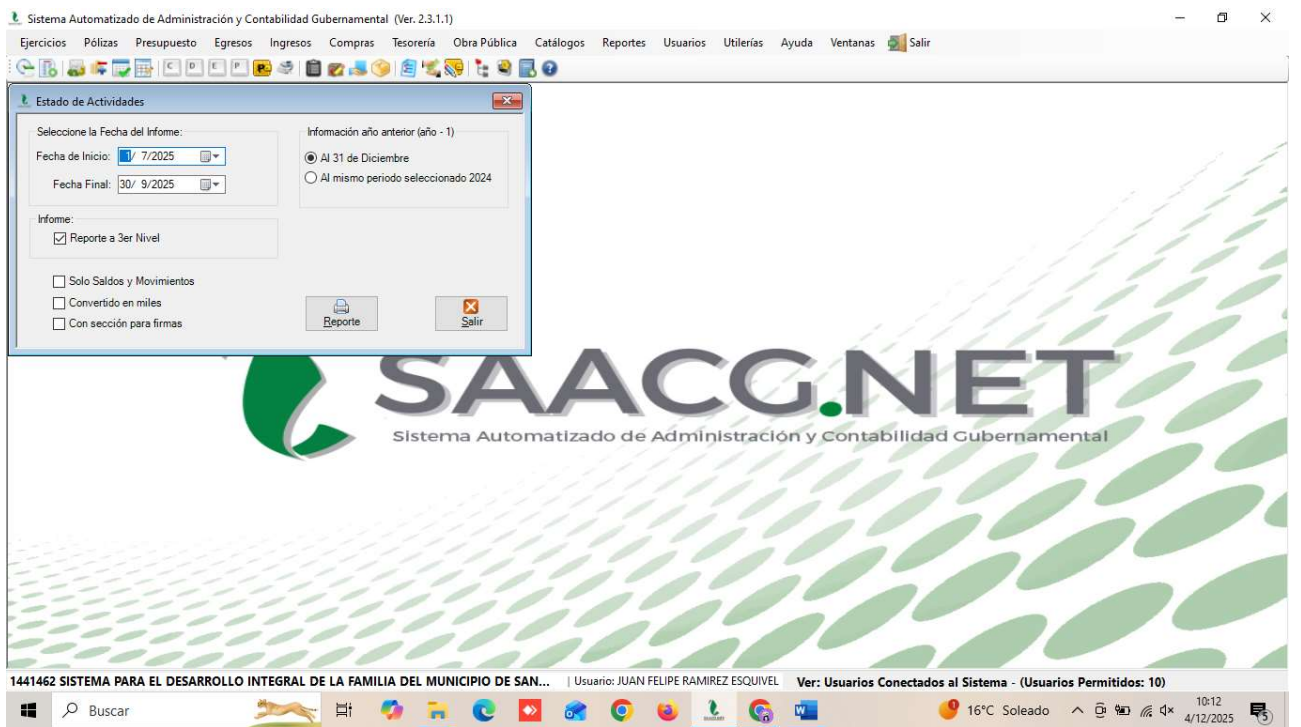 Sistema Automatizado de Administración y Contabilidad Gubernamental (Ver. 2.3.1.1)
Ejercicios Pólizas Presupuesto Egresos Ingresos Compras Tesorería Obra Pública Catálogos Reportes Usuarios Utilerías Ayuda Ventanas Salir
C D E P
Estado de Actividades
Seleccione la Fecha del Informe:
Fecha de Inicio: 1/ 7/2025
Fecha Final: 30/ 9/2025
Información año anterior (año - 1)
Al 31 de Diciembre
Al mismo periodo seleccionado 2024
Informe:
Reporte a 3er Nivel
Solo Saldos y Movimientos
Convertido en miles
Con sección para firmas
Reporte
Salir
SAACG.NET
Sistema Automatizado de Administración y Contabilidad Gubernamental
1441462 SISTEMA PARA EL DESARROLLO INTEGRAL DE LA FAMILIA DEL MUNICIPIO DE SAN... | Usuario: JUAN FELIPE RAMIREZ ESQUIVEL Ver: Usuarios Conectados al Sistema - (Usuarios Permitidos: 10)
Buscar
16°C Soleado
10:12
4/12/2025